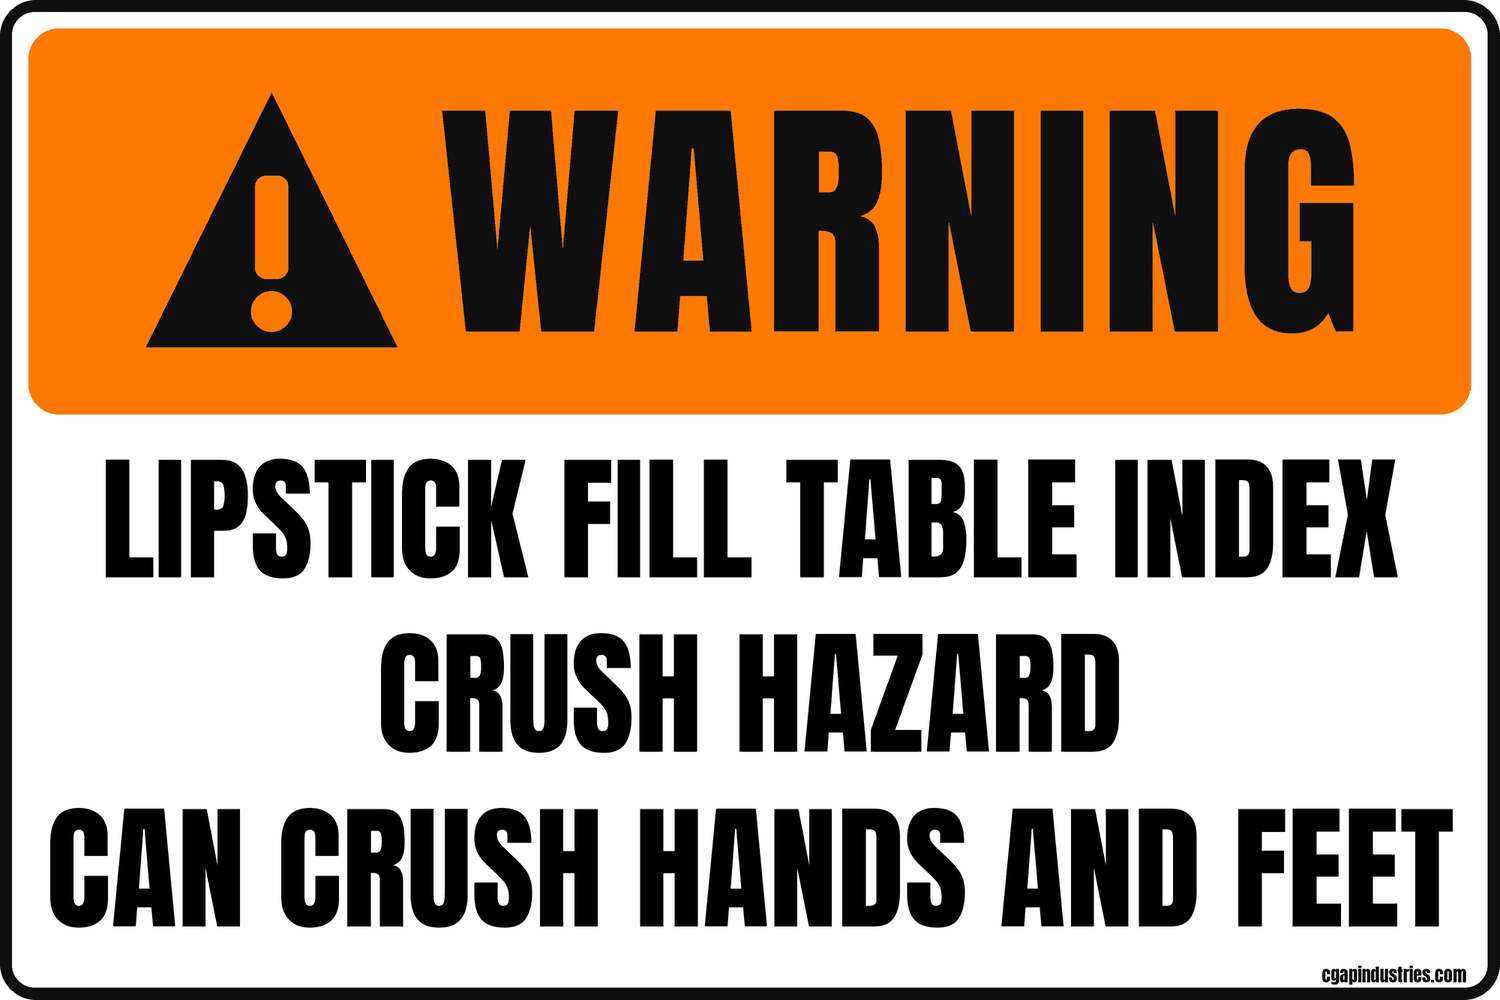 WARNING
LIPSTICK FILL TABLE INDEX
CRUSH HAZARD
CAN CRUSH HANDS AND FEET
cgapindustries.com